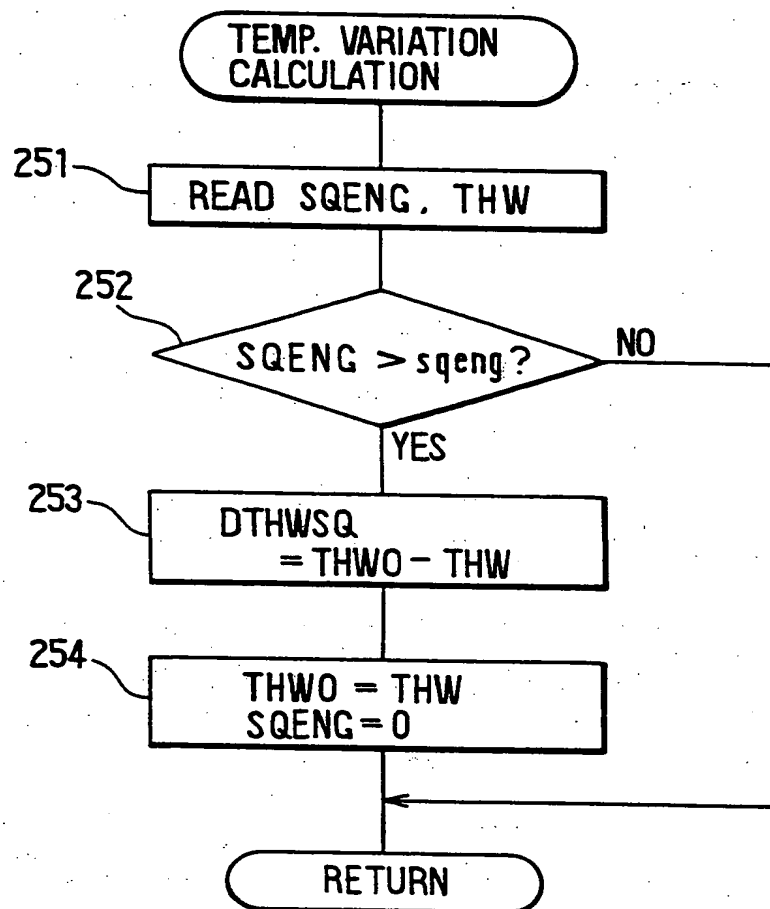 TEMP. VARIATION
CALCULATION
251
READ SQENG, THW
252
SQENG > sqeng?
NO
YES
253
DTHWSQ
= THWO - THW
254
THWO = THW
SQENG = 0
RETURN